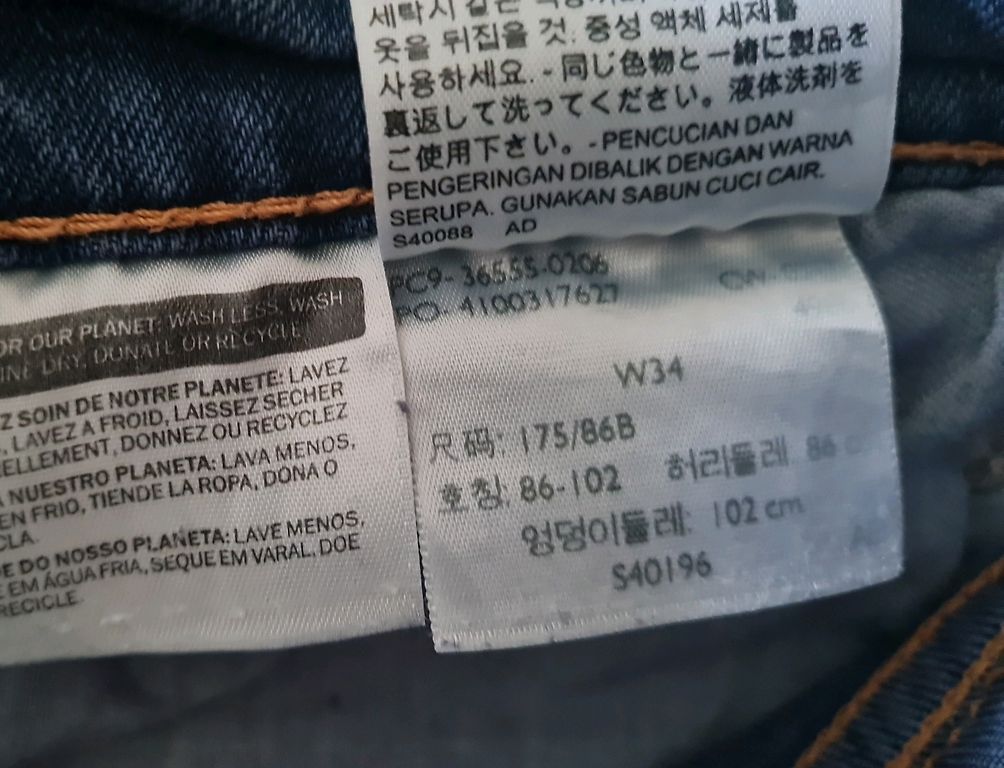 옷을 뒤집을 것. 중성 액체 세제를
사용하세요. - 同じ色物と一緒に製品を
裏返して洗ってください。液体洗剤を
ご使用下さい。-PENCUCIAN DAN
PENGERINGAN DIBALIK DENGAN WARNA
SERUPA. GUNAKAN SABUN CUCI CAIR.
S40088 AD
PC9- 36555-0206
PO- 4100317627
W34
尺码: 175/86B
호칭: 86-102 허리둘레 86
엉덩이둘레: 102 cm
S40196
OUR PLANET: WASH LESS, WASH
DRY, DONATE OR RECYCLE
SOIN DE NOTRE PLANETE: LAVEZ
LAVEZ A FROID, LAISSEZ SECHER
DONNEZ OU RECYCLEZ
NUESTRO PLANETA: LAVA MENOS,
EN FRIO, TIENDE LA ROPA, DONA O
DO NOSSO PLANETA: LAVE MENOS,
EM ÁGUA FRIA, SEQUE EM VARAL, DOE
RECICLE